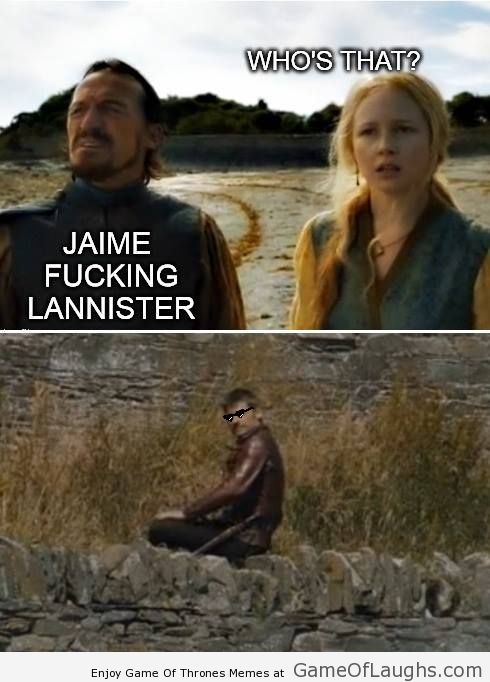 WHO'S THAT?
JAIME
FUCKING
LANNISTER
Enjoy Game Of Thrones Memes at GameOfLaughs.com